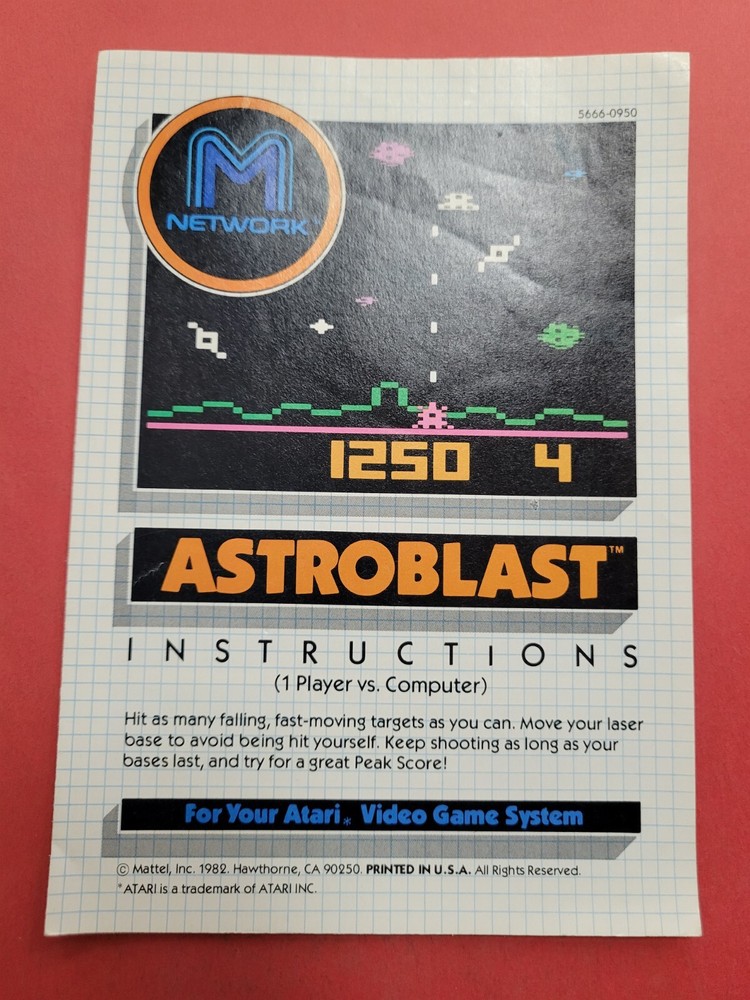 5666-0950
M
NETWORK
1250 4
ASTROBLAST™
INSTRUCTIONS
(1 Player vs. Computer)
Hit as many falling, fast-moving targets as you can. Move your laser
base to avoid being hit yourself. Keep shooting as long as your
bases last, and try for a great Peak Score!
For Your Atari* Video Game System
© Mattel, Inc. 1982. Hawthorne, CA 90250. PRINTED IN U.S.A. All Rights Reserved.
*ATARI is a trademark of ATARI INC.